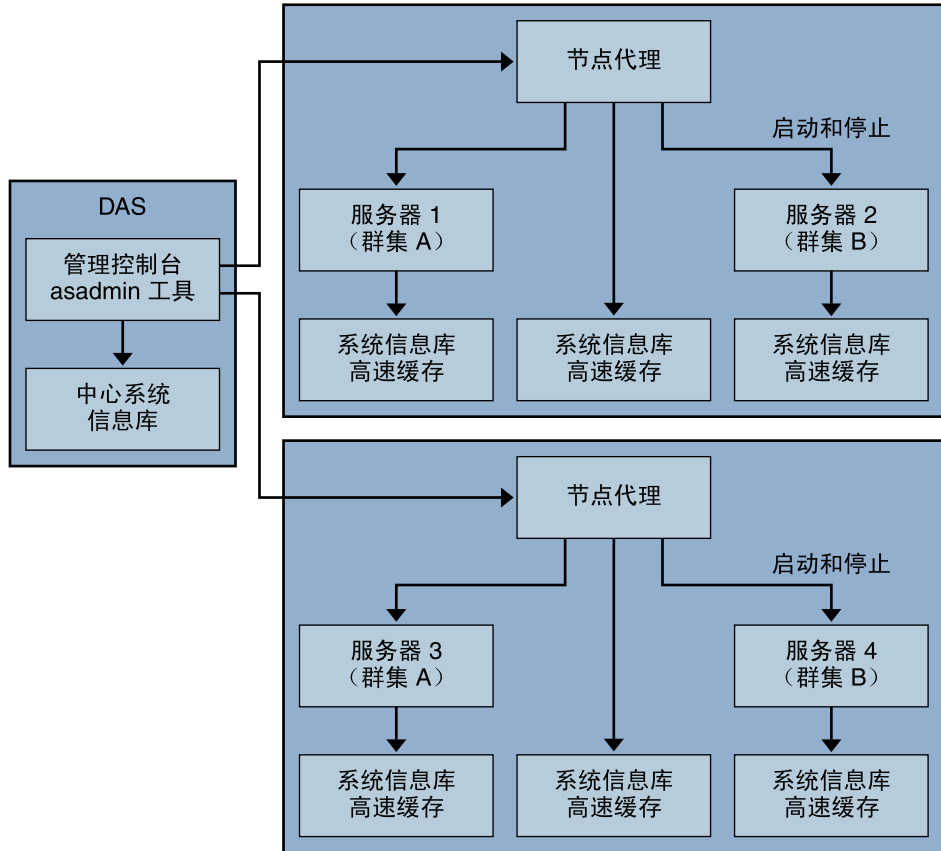 DAS
管理控制台
asadmin 工具
中心系统
信息库
节点代理
启动和停止
服务器 1
（群集 A）
服务器 2
（群集 B）
系统信息库
高速缓存
系统信息库
高速缓存
系统信息库
高速缓存
节点代理
启动和停止
服务器 3
（群集 A）
服务器 4
（群集 B）
系统信息库
高速缓存
系统信息库
高速缓存
系统信息库
高速缓存